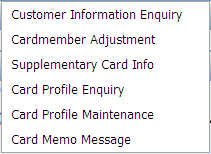 Customer Information Enquiry
Cardmember Adjustment
Supplementary Card Info
Card Profile Enquiry
Card Profile Maintenance
Card Memo Message